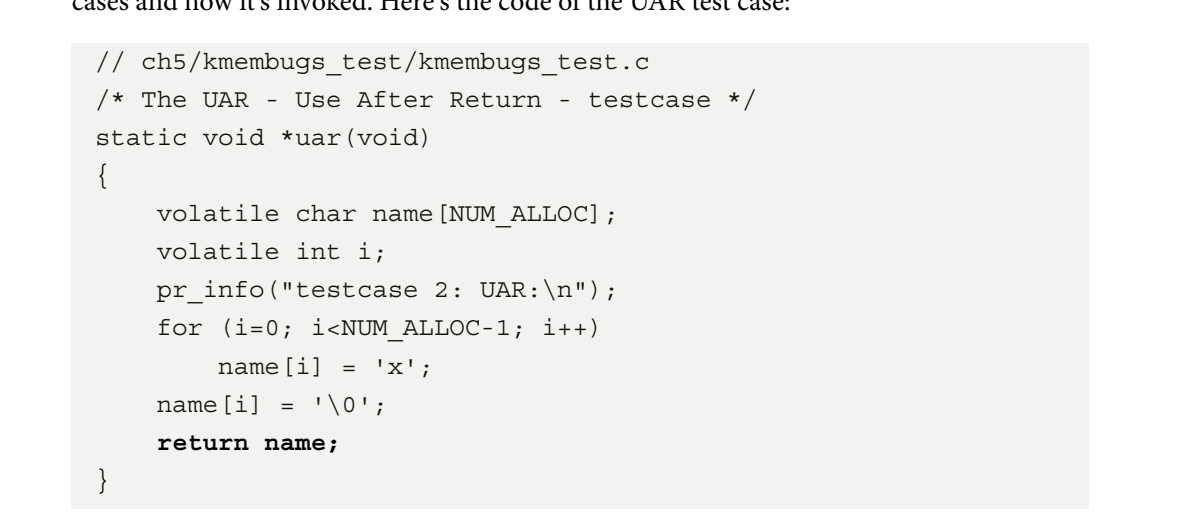 cases and how it's invoked. Here's the code of the UAR test case:
// ch5/kmembugs_test/kmembugs_test.c
/* The UAR - Use After Return - testcase */
static void *uar(void)
{
    volatile char name[NUM_ALLOC];
    volatile int i;
    pr_info("testcase 2: UAR:\n");
    for (i=0; i<NUM_ALLOC-1; i++)
        name[i] = 'x';
    name[i] = '\0';
    return name;
}